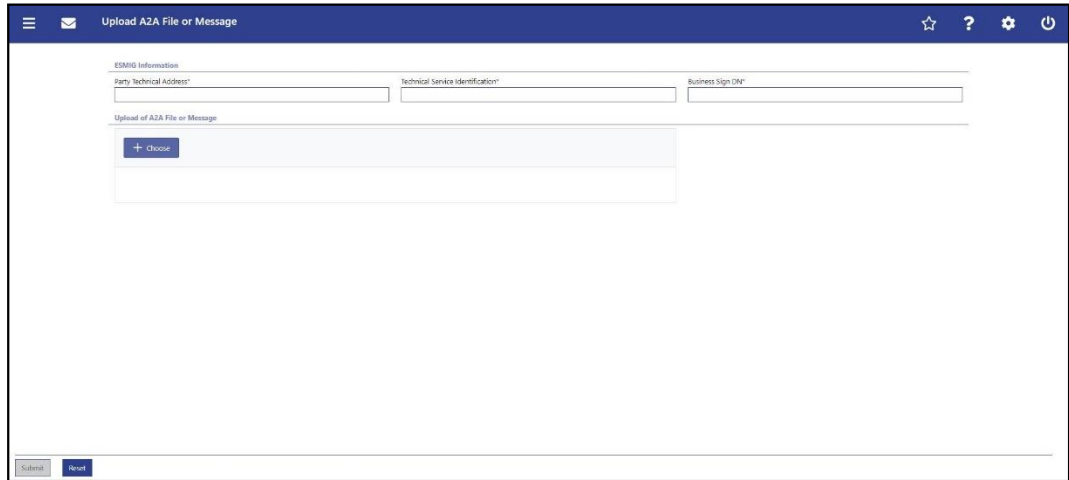 Upload A2A File or Message
ESMIG Information
Party Technical Address* Technical Service Identification* Business Sign DN*
Upload of A2A File or Message
+ Choose
Submit Reset